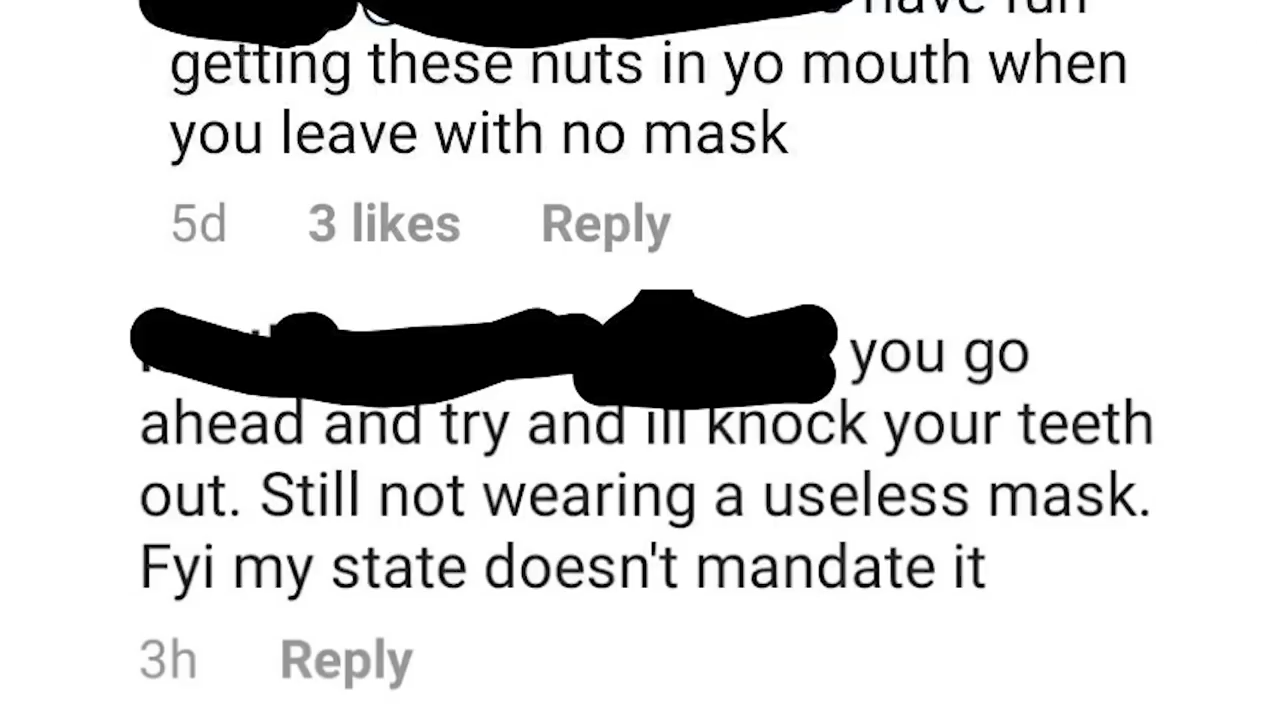 have fun
getting these nuts in yo mouth when
you leave with no mask
5d 3 likes Reply
you go
ahead and try and ill knock your teeth
out. Still not wearing a useless mask.
Fyi my state doesn't mandate it
3h Reply